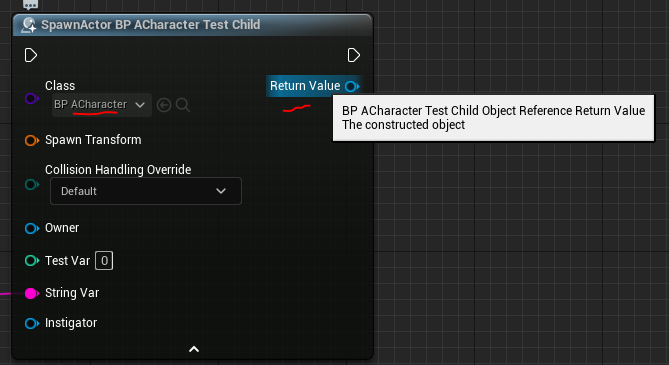 SpawnActor BP ACharacter Test Child
Class
BP ACharacter
Return Value
BP ACharacter Test Child Object Reference Return Value
The constructed object
Spawn Transform
Collision Handling Override
Default
Owner
Test Var 0
String Var
Instigator